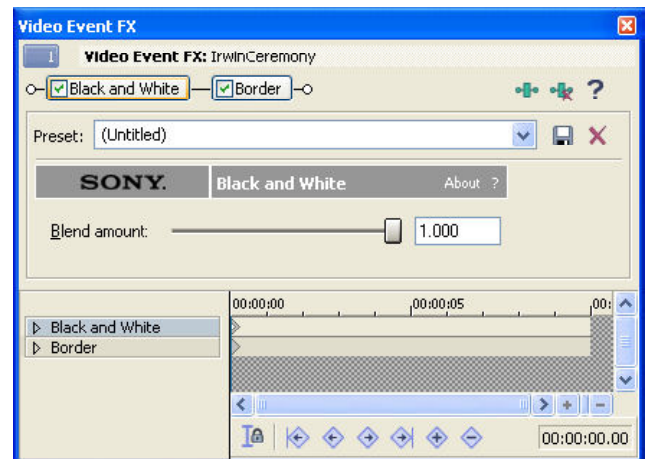 Video Event FX
1 Video Event FX: IrwinCeremony
Black and White Border
Preset: (Untitled)
SONY. Black and White About ?
Blend amount: 1.000
00:00:00 00:00:05 00:
Black and White
Border
00:00:00.00